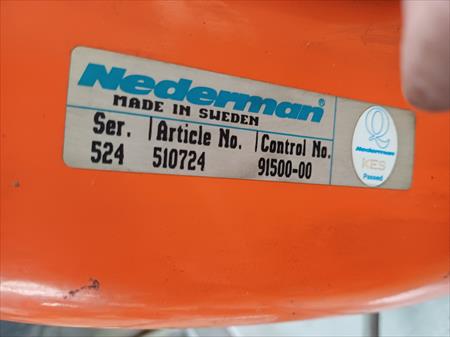 Nederman®
MADE IN SWEDEN
Ser. Article No. Control No.
524 510724 91500-00
Q
Nederman
KES
Passed